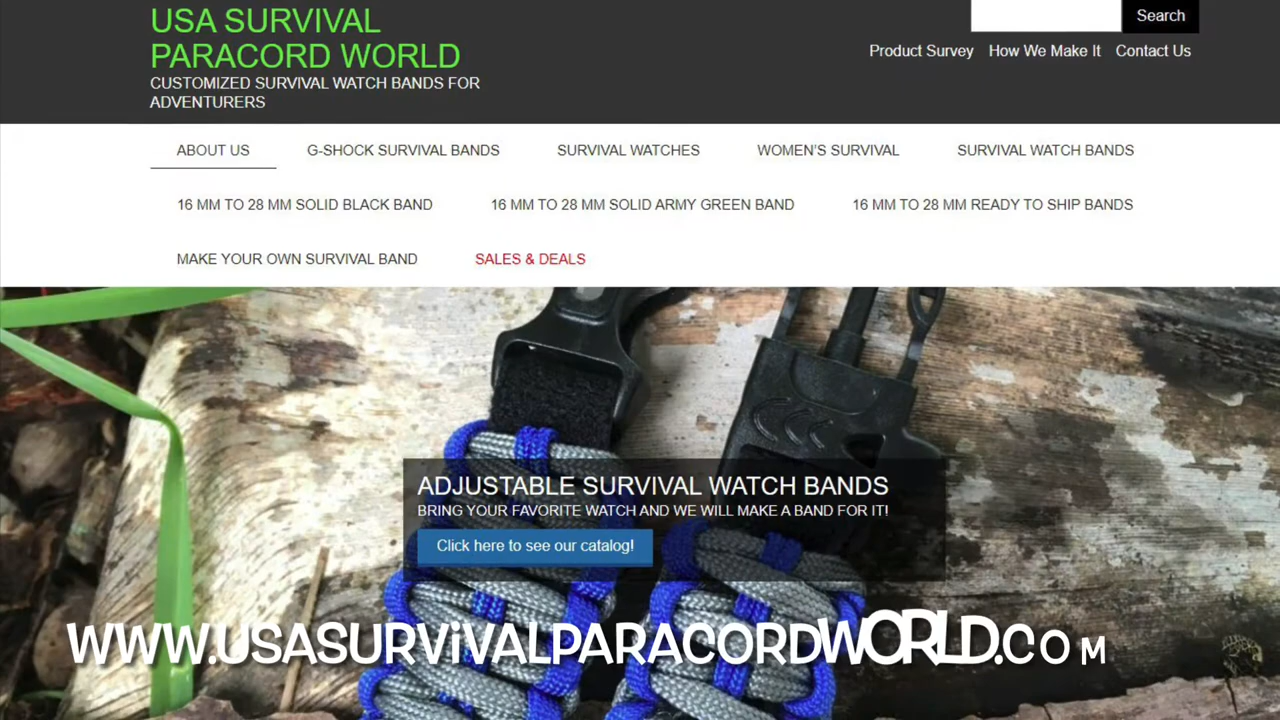 USA SURVIVAL
PARACORD WORLD
CUSTOMIZED SURVIVAL WATCH BANDS FOR
ADVENTURERS
Search
Product Survey How We Make It Contact Us
ABOUT US G-SHOCK SURVIVAL BANDS SURVIVAL WATCHES WOMEN'S SURVIVAL SURVIVAL WATCH BANDS
16 MM TO 28 MM SOLID BLACK BAND 16 MM TO 28 MM SOLID ARMY GREEN BAND 16 MM TO 28 MM READY TO SHIP BANDS
MAKE YOUR OWN SURVIVAL BAND SALES & DEALS
ADJUSTABLE SURVIVAL WATCH BANDS
BRING YOUR FAVORITE WATCH AND WE WILL MAKE A BAND FOR IT!
Click here to see our catalog!
WWW.USASURViVALPARACORDWORLD.COM